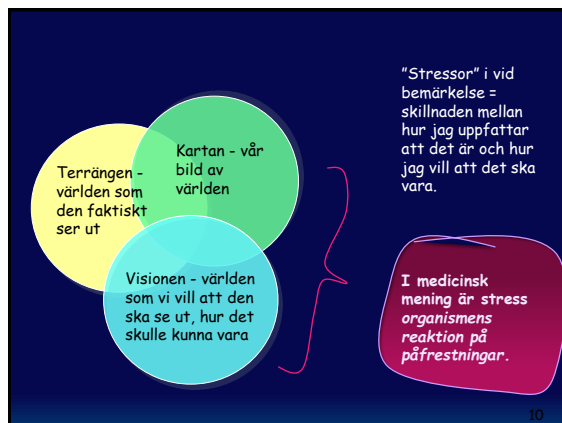 Terrängen -
världen som
den faktiskt
ser ut
Kartan - vår
bild av
världen
Visionen - världen
som vi vill att den
ska se ut, hur det
skulle kunna vara
"Stressor" i vid
bemärkelse =
skillnaden mellan
hur jag uppfattar
att det är och hur
jag vill att det ska
vara.
I medicinsk
mening är stress
organismens
reaktion på
påfrestningar.
10